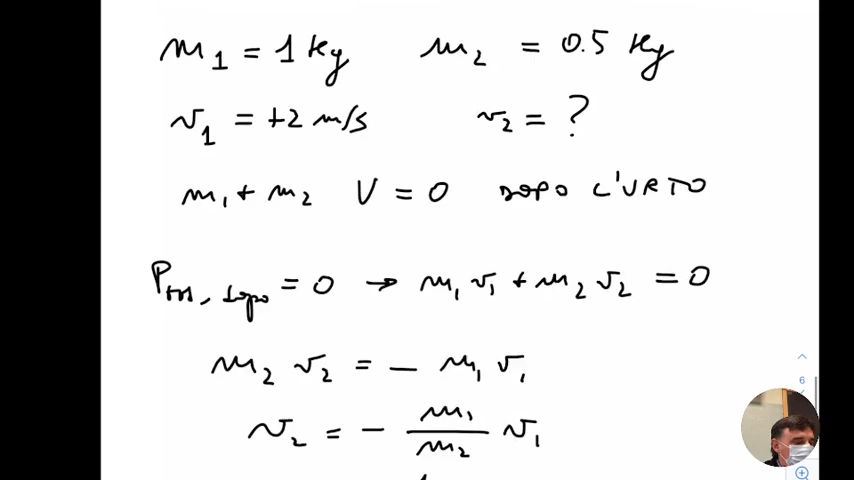 m₁ = 1 Kg m₂ = 0.5 Kg
v₁ = +2 m/s v₂ = ?
m₁ + m₂ V = 0 DOPO L'URTO
Ptot, dopo = 0 → m₁ v₁ + m₂ v₂ = 0
m₂ v₂ = - m₁ v₁
v₂ = - m₁/m₂ v₁
6